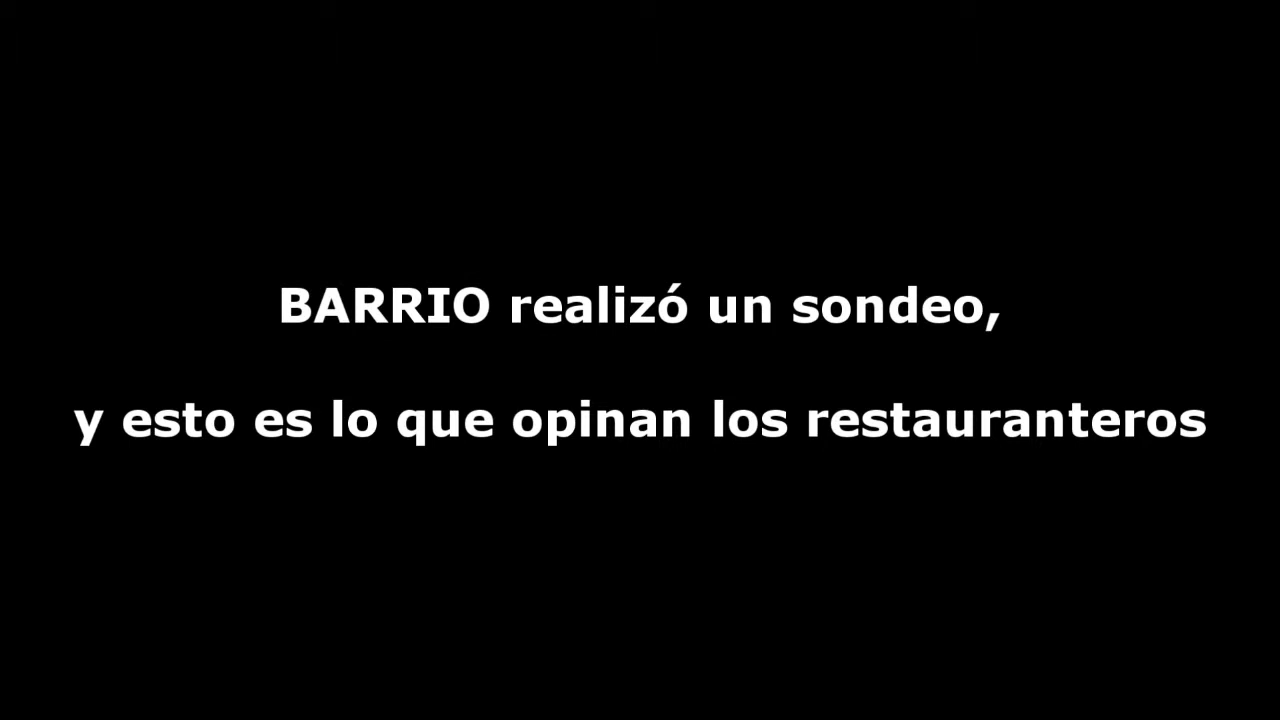 BARRIO realizó un sondeo,
y esto es lo que opinan los restauranteros